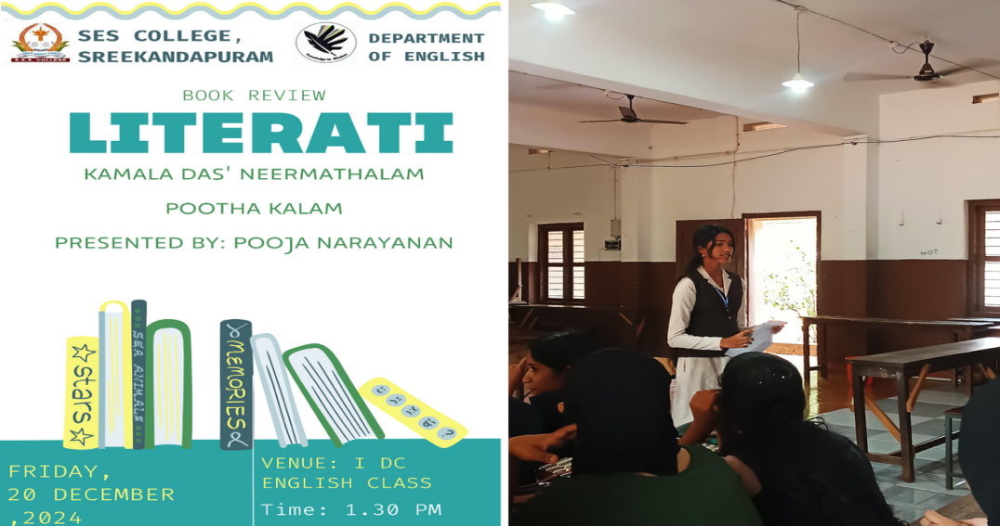 SES COLLEGE,
SREEKANDAPURAM
DEPARTMENT
OF ENGLISH
BOOK REVIEW
LITERATI
KAMALA DAS' NEERMATHALAM
POOTHA KALAM
PRESENTED BY: POOJA NARAYANAN
stars
SEA ANIMALS
MEMORIES
FRIDAY,
20 DECEMBER
,2024
VENUE: I DC
ENGLISH CLASS
Time: 1.30 PM